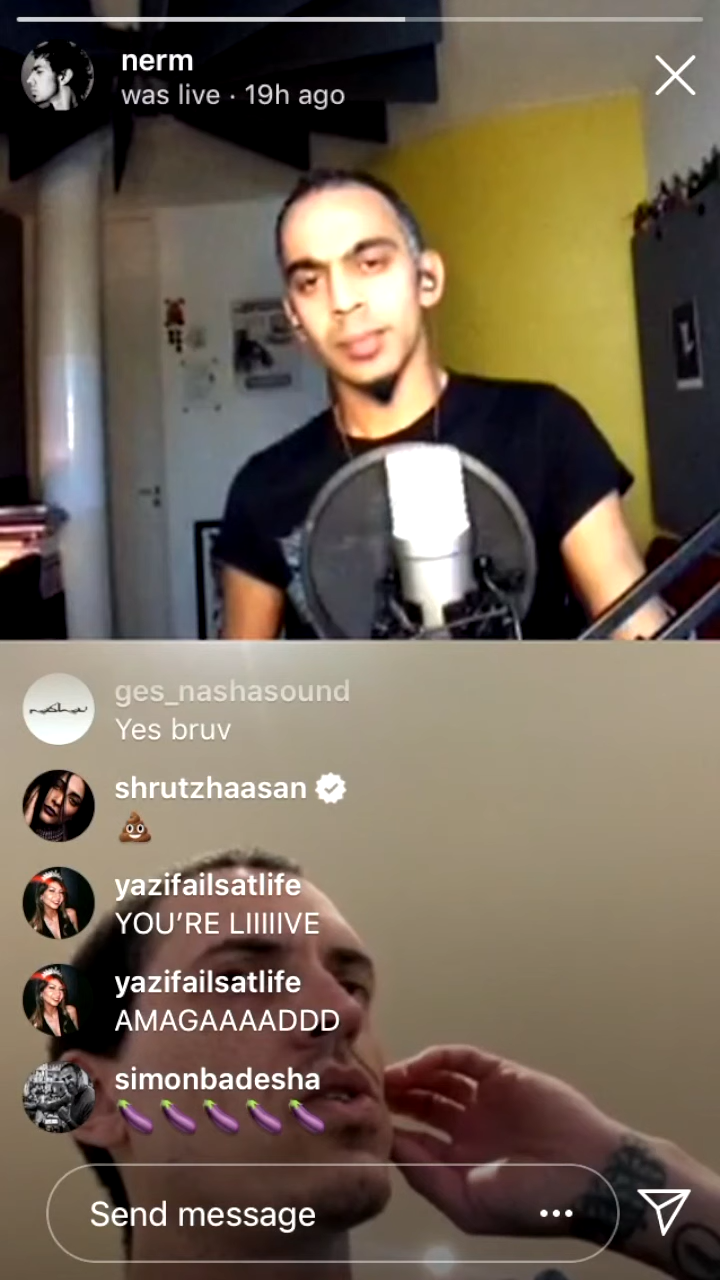 nerm
was live · 19h ago
ges_nashasound
Yes bruv
shrutzhaasan
💩
yazifailsatlife
YOU’RE LIIIIIVE
yazifailsatlife
AMAGAAAADDD
simonbadesha
🍆🍆🍆🍆🍆
Send message